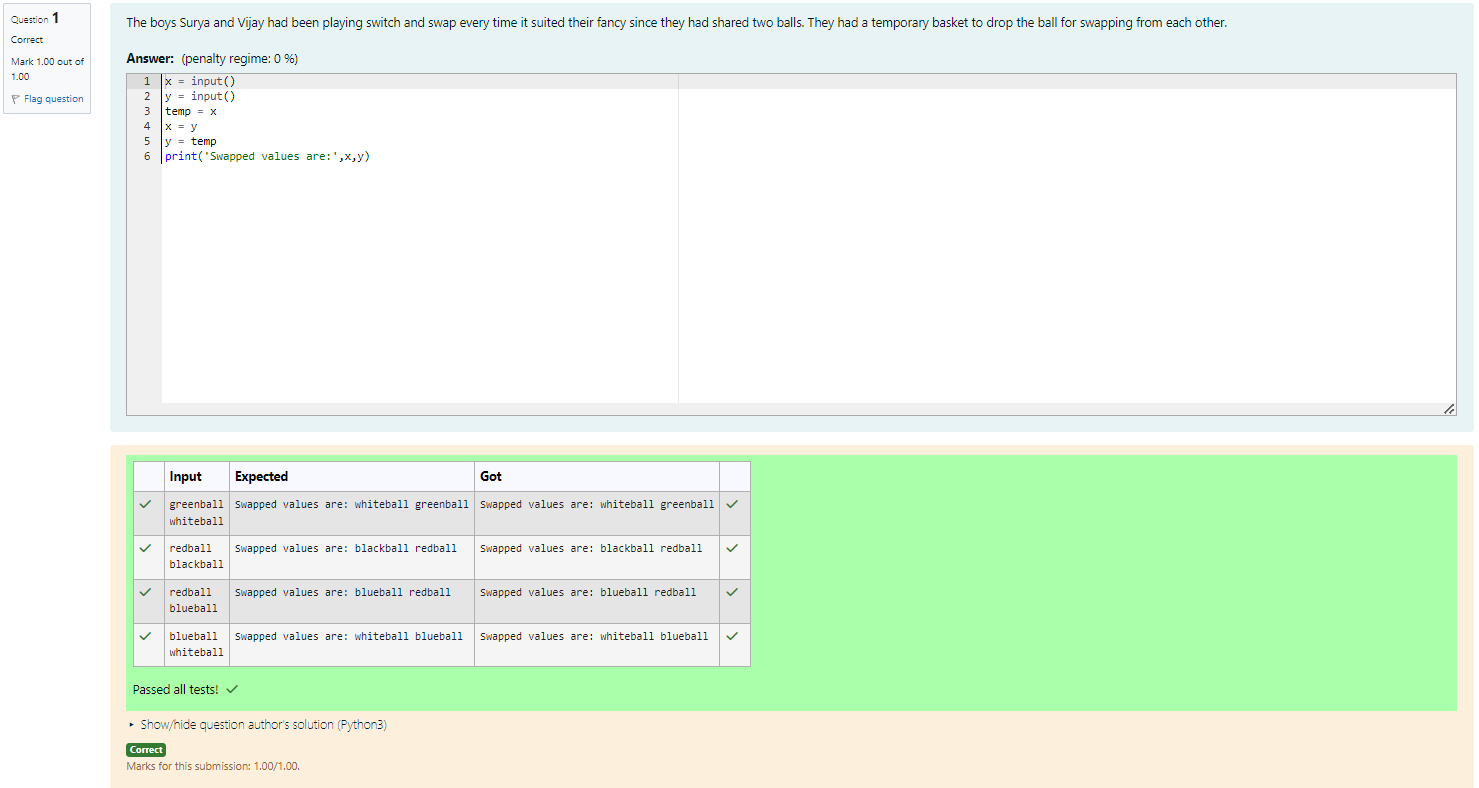 Question 1
Correct
Mark 1.00 out of
1.00
Flag question
The boys Surya and Vijay had been playing switch and swap every time it suited their fancy since they had shared two balls. They had a temporary basket to drop the ball for swapping from each other.
Answer: (penalty regime: 0 %)
1 x = input()
2 y = input()
3 temp = x
4 x = y
5 y = temp
6 print('Swapped values are:',x,y)
Input Expected Got
greenball Swapped values are: whiteball greenball Swapped values are: whiteball greenball
whiteball
redball Swapped values are: blackball redball Swapped values are: blackball redball
blackball
redball Swapped values are: blueball redball Swapped values are: blueball redball
blueball
blueball Swapped values are: whiteball blueball Swapped values are: whiteball blueball
whiteball
Passed all tests!
Show/hide question author's solution (Python3)
Correct
Marks for this submission: 1.00/1.00.